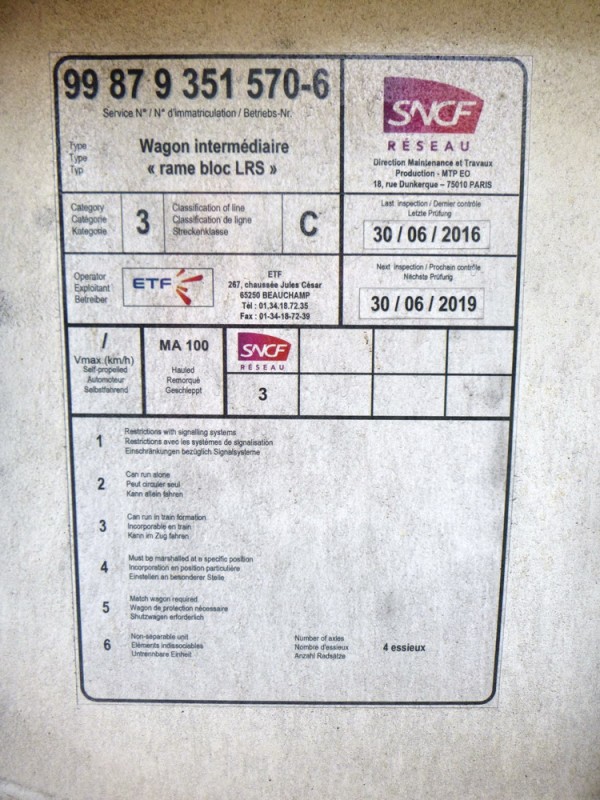 99 87 9 351 570-6
Service N° / N° d'immatriculation / Betriebs-Nr.
Type
Type
Typ
Wagon intermédiaire
« rame bloc LRS »
SNCF
RÉSEAU
Direction Maintenance et Travaux
Production - MTP EO
18, rue Dunkerque – 75010 PARIS
Category
Catégorie
Kategorie
3
Classification of line
Classification de ligne
Streckenklasse
C
Last inspection / Dernier contrôle
Letzte Prüfung
30 / 06 / 2016
Operator
Exploitant
Betreiber
ETF
ETF
267, chaussée Jules César
65250 BEAUCHAMP
Tél : 01.34.18.72.35
Fax : 01-34-18-72-39
Next inspection / Prochain contrôle
Nächste Prüfung
30 / 06 / 2019
/
Vmax.(km/h)
Self-propelled
Automoteur
Selbstfahrend
MA 100
Hauled
Remorqué
Geschleppt
SNCF
RÉSEAU
3
1
Restrictions with signalling systems
Restrictions avec les systèmes de signalisation
Einschränkungen bezüglich Signalsysteme
2
Can run alone
Peut circuler seul
Kann allein fahren
3
Can run in train formation
Incorporable en train
Kann im Zug fahren
4
Must be marshalled at a specific position
Incorporation en position particulière
Einstellen an besonderer Stelle
5
Match wagon required
Wagon de protection nécessaire
Shutzwagen erforderlich
6
Non-separable unit
Eléments indissociables
Untrennbare Einheit
Number of axles
Nombre d'essieux
Anzahl Radsätze
4 essieux